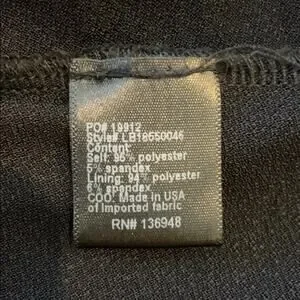 PO# 19912
Style# LB18550046
Content:
Self: 95% polyester
5% spandex
Lining: 94% polyester
6% spandex
COO: Made in USA
of imported fabric
RN# 136948